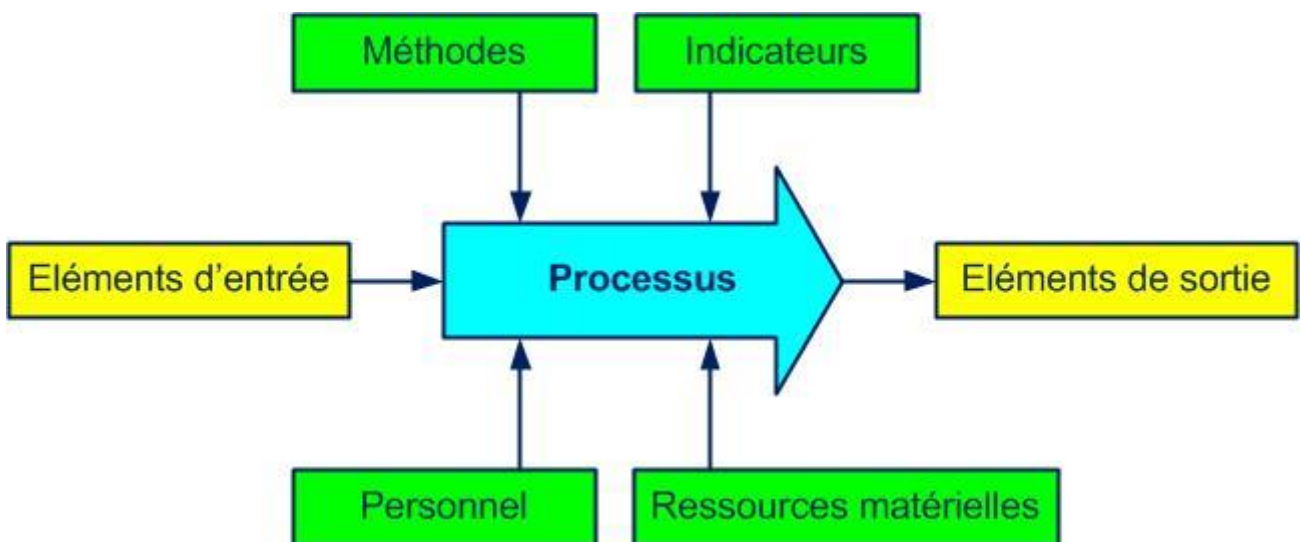 Méthodes
Indicateurs
Eléments d'entrée
Processus
Eléments de sortie
Personnel
Ressources matérielles